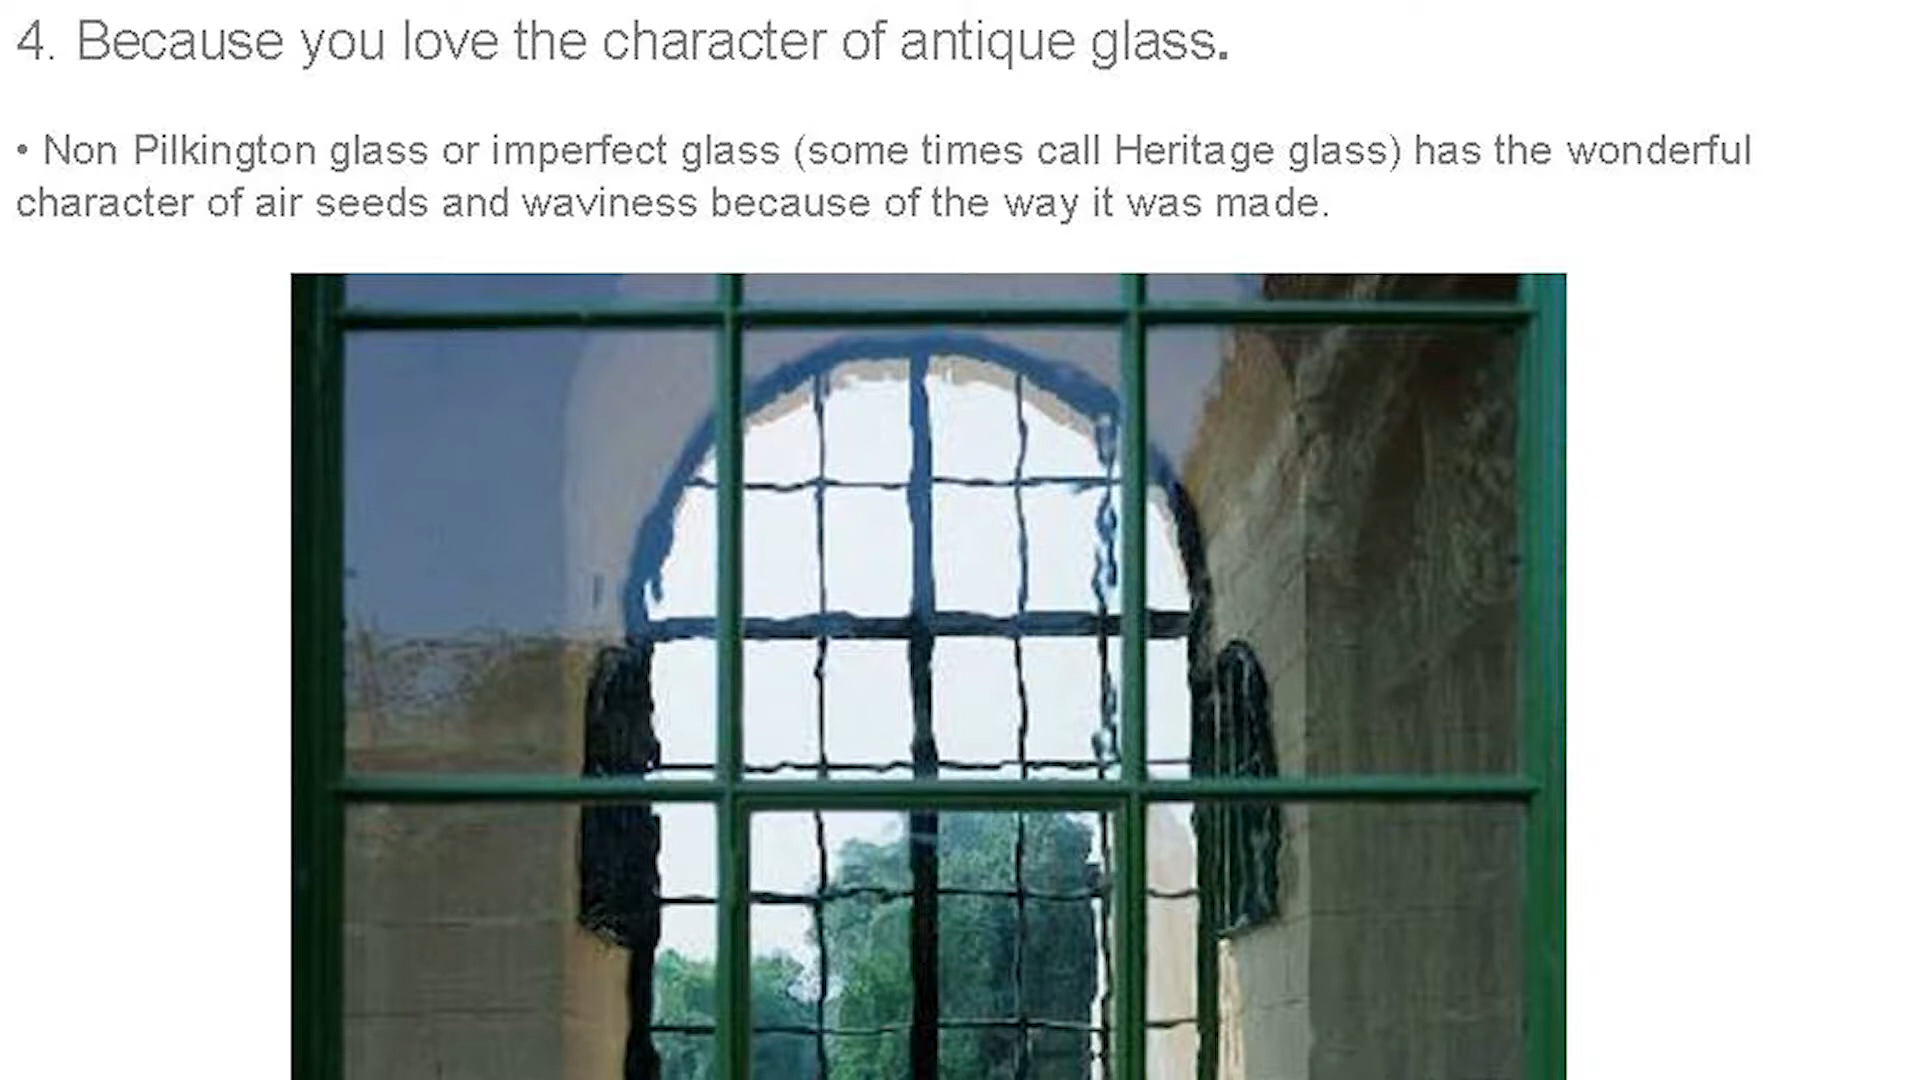 4. Because you love the character of antique glass.
• Non Pilkington glass or imperfect glass (some times call Heritage glass) has the wonderful
character of air seeds and waviness because of the way it was made.